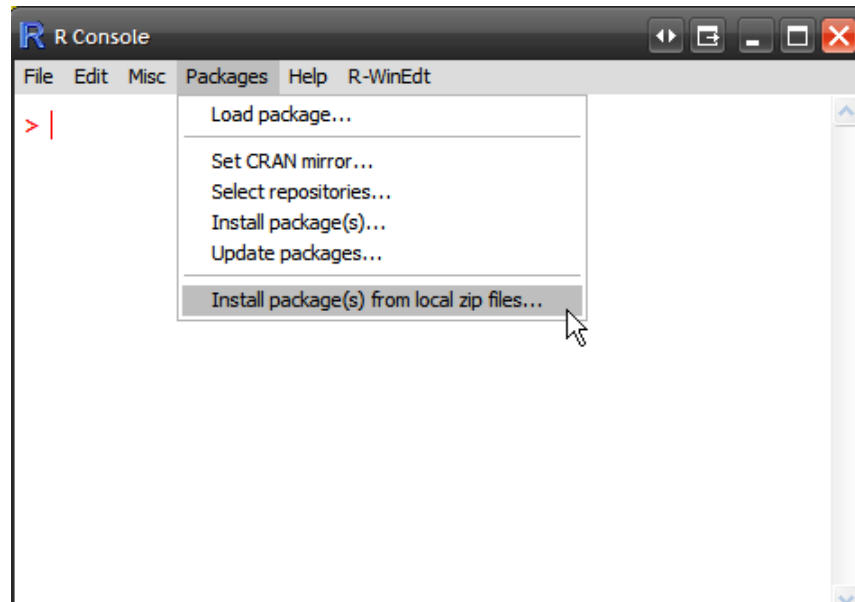 R R Console
File Edit Misc Packages Help R-WinEdt
>
Load package...
Set CRAN mirror...
Select repositories...
Install package(s)...
Update packages...
Install package(s) from local zip files...